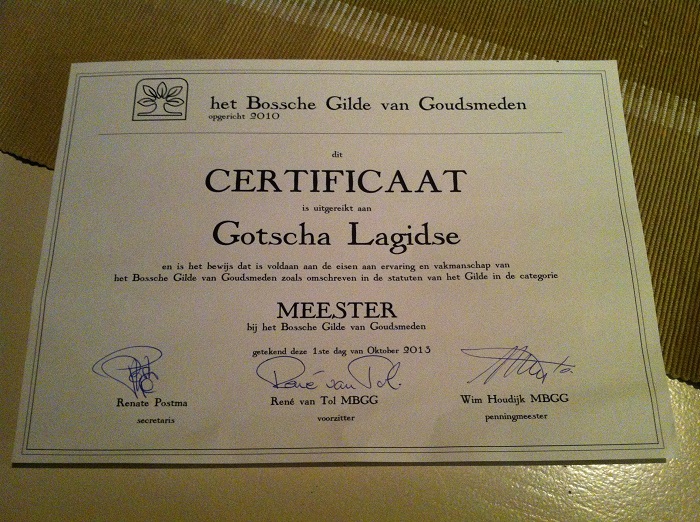 het Bossche Gilde van Goudsmeden
opgericht 2010
dit
CERTIFICAAT
is uitgereikt aan
Gotscha Lagidse
en is het bewijs dat is voldaan aan de eisen aan ervaring en vakmanschap van
het Bossche Gilde van Goudsmeden zoals omschreven in de statuten van het Gilde in de categorie
MEESTER
bij het Bossche Gilde van Goudsmeden
getekend deze 1ste dag van Oktober 2013
René van Tol.
Renate Postma René van Tol MBGG Wim Houdijk MBGG
secretaris voorzitter penningmeester